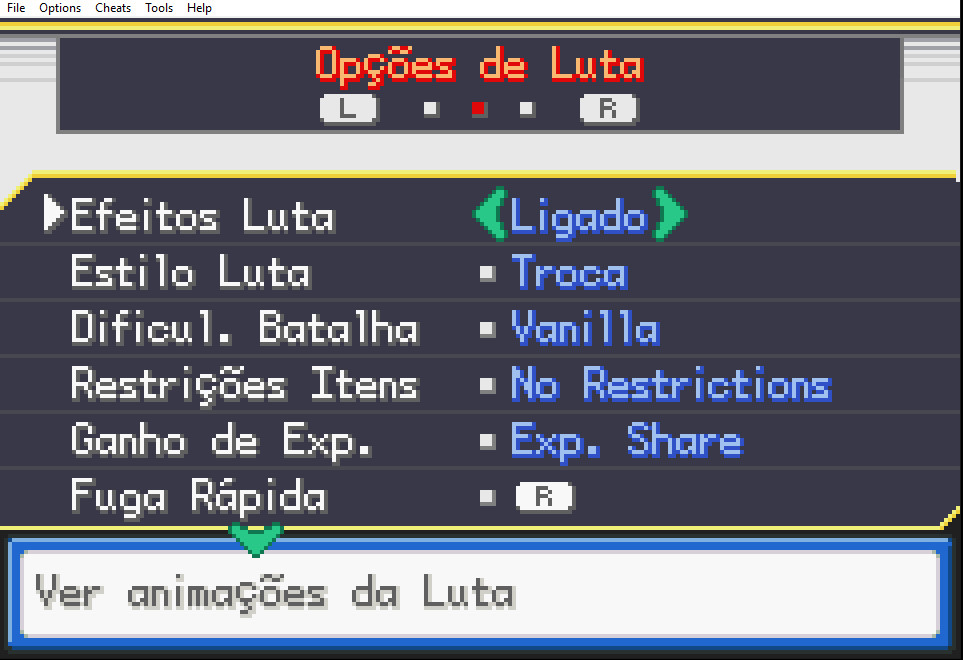 File Options Cheats Tools Help
Opções de Luta
L R
Efeitos Luta Ligado
Estilo Luta Troca
Dificul. Batalha Vanilla
Restrições Itens No Restrictions
Ganho de Exp. Exp. Share
Fuga Rápida R
Ver animações da Luta